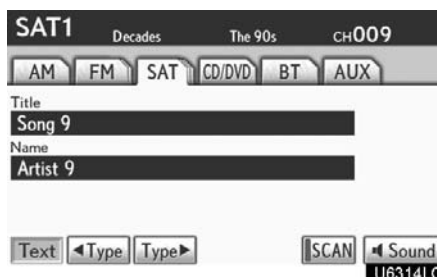 SAT1 Decades The 90s CH009
AM FM SAT CD/DVD BT AUX
Title
Song 9
Name
Artist 9
Text ◄Type Type► SCAN Sound